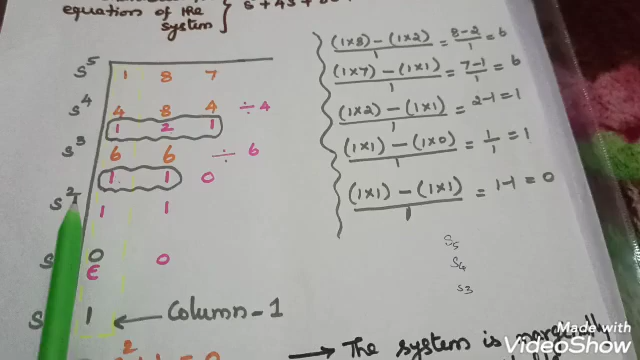 equations of the
system
s⁵ 1 8 7
s⁴ 4 8 4 ÷4
1 2 1
s³ 6 6 ÷ 6
1 1 0
s² 1 1
s 0 0
ε
s 1 ← Column-1
(1×8) − (1×2) / 1 = 8−2 / 1 = 6
(1×7) − (1×1) / 1 = 7−1 / 1 = 6
(1×2) − (1×1) / 1 = 2−1 = 1
(1×1) − (1×0) / 1 = 1/1 = 1
(1×1) − (1×1) / 1 = 1−1 = 0
S5
S4
S3
→ The system is marginally
Made with
VideoShow